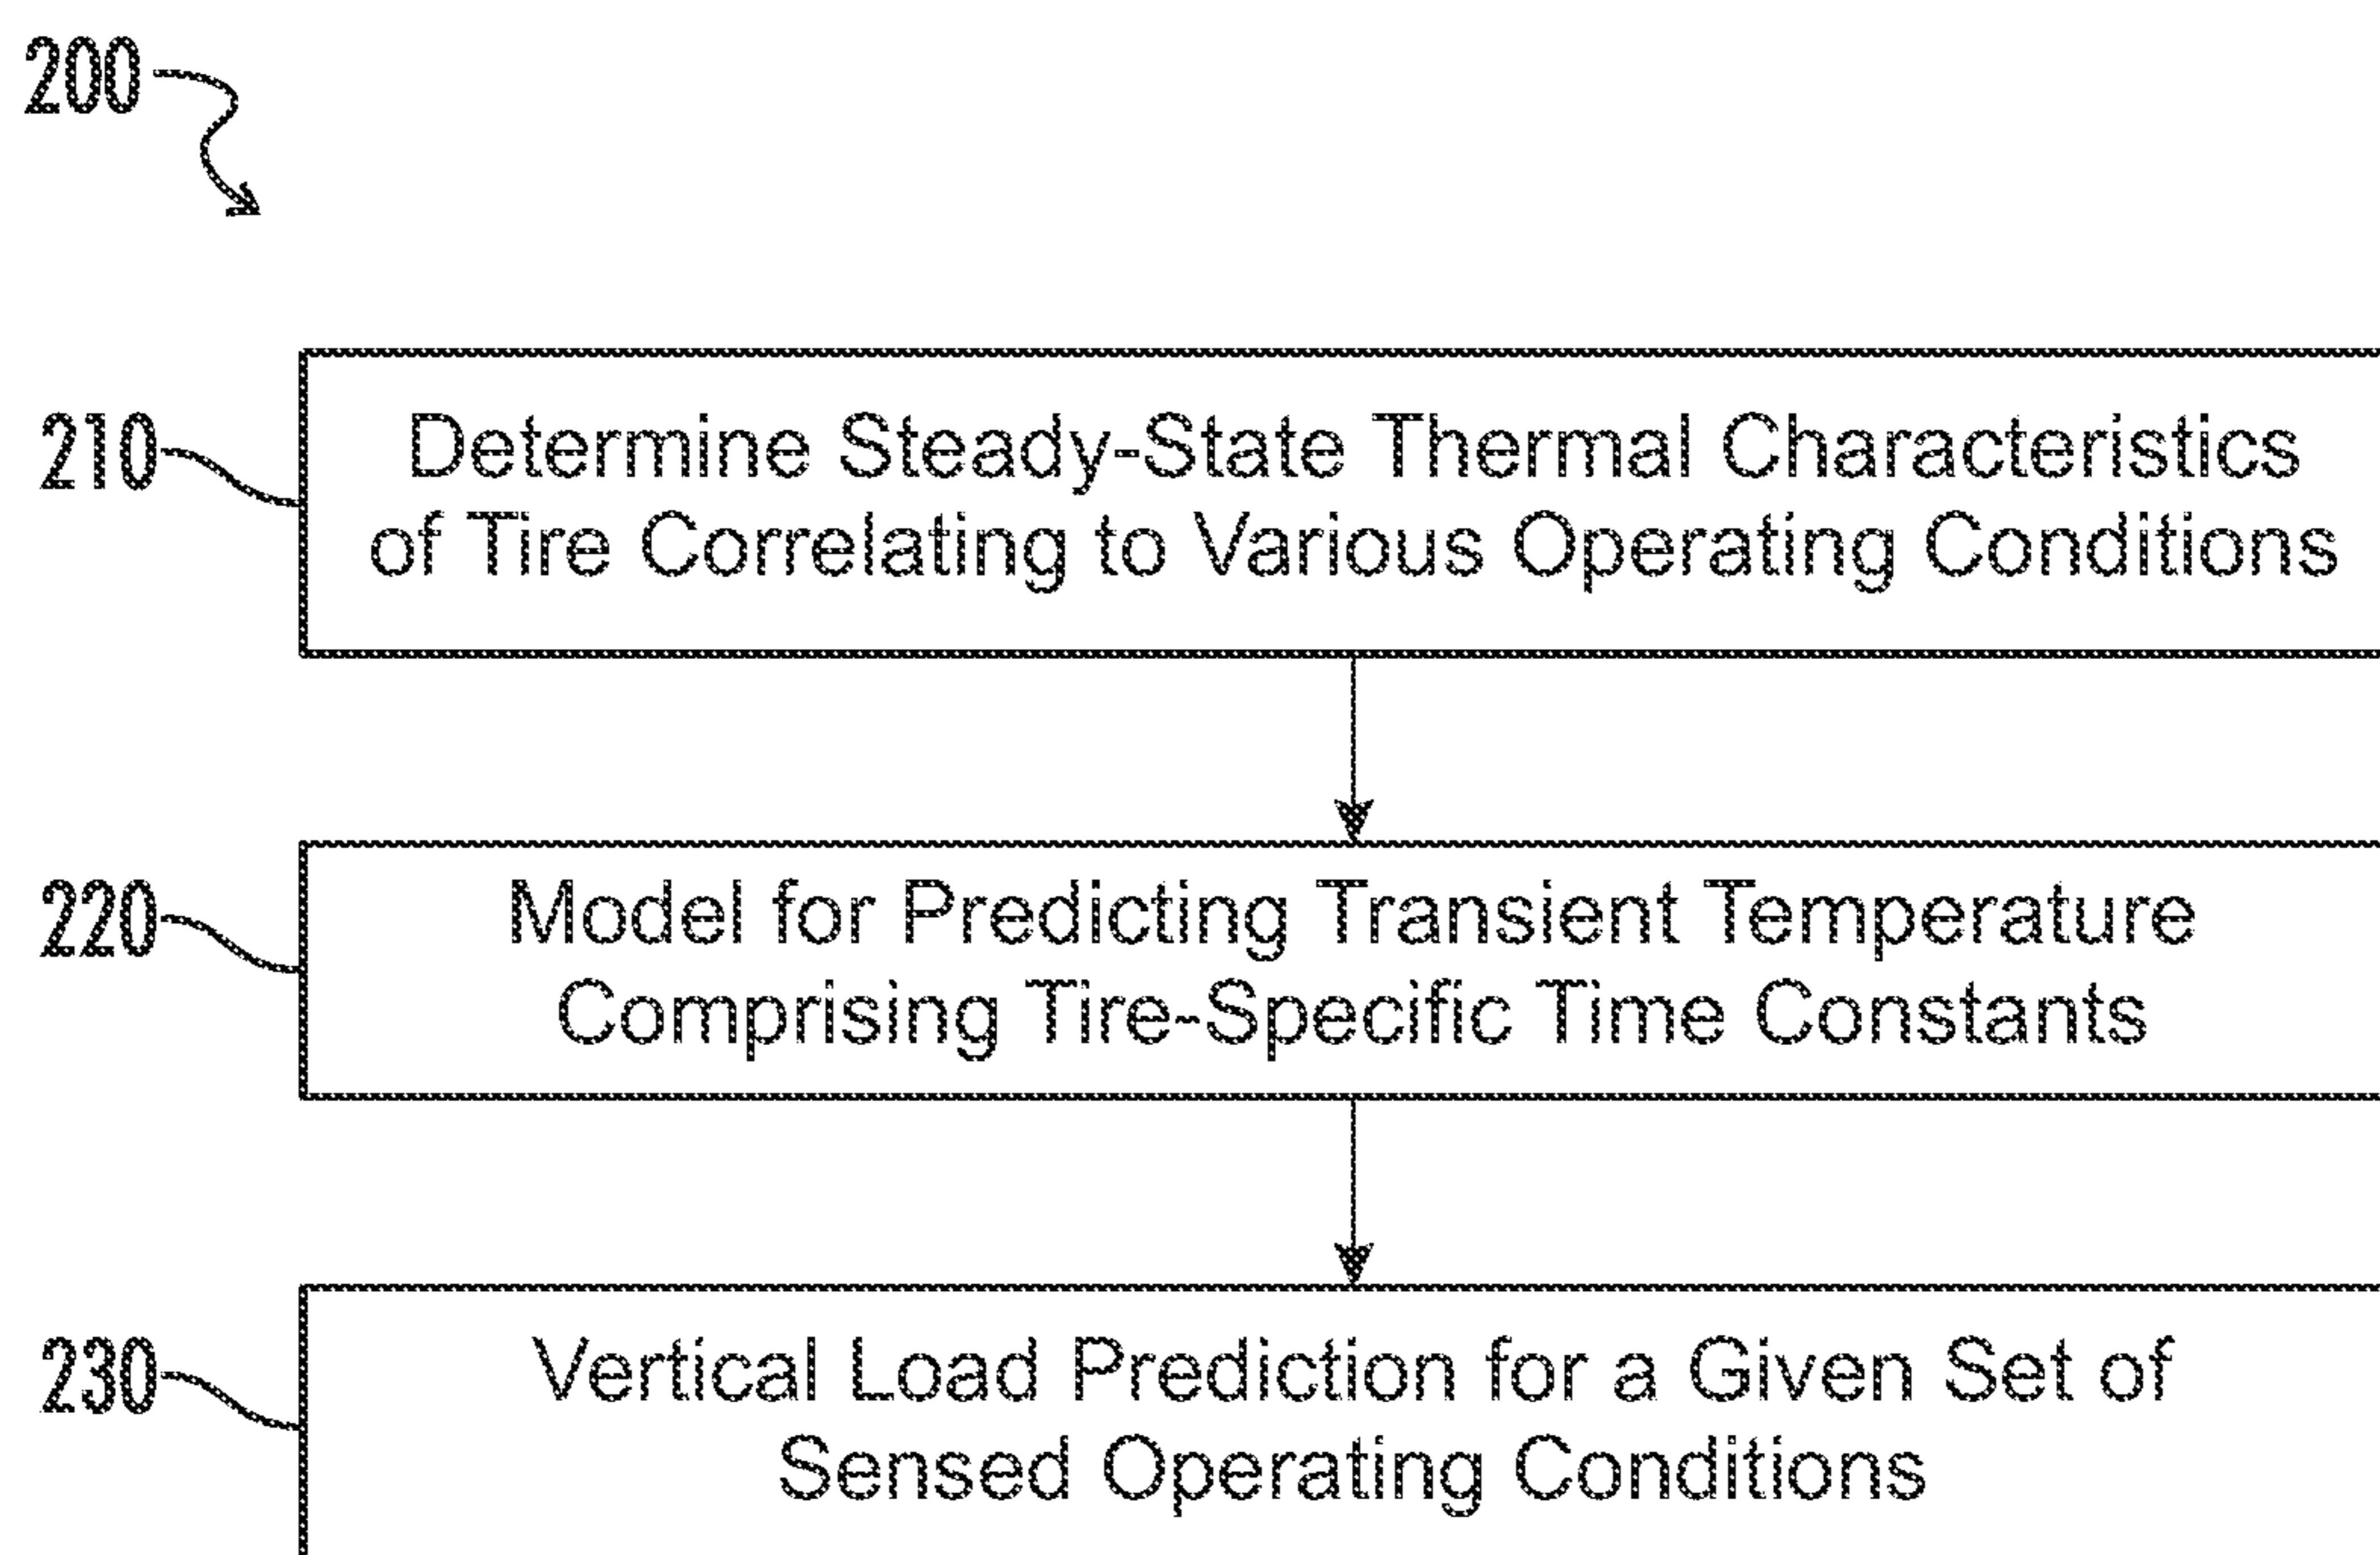 200
210
Determine Steady-State Thermal Characteristics
of Tire Correlating to Various Operating Conditions
220
Model for Predicting Transient Temperature
Comprising Tire-Specific Time Constants
230
Vertical Load Prediction for a Given Set of
Sensed Operating Conditions